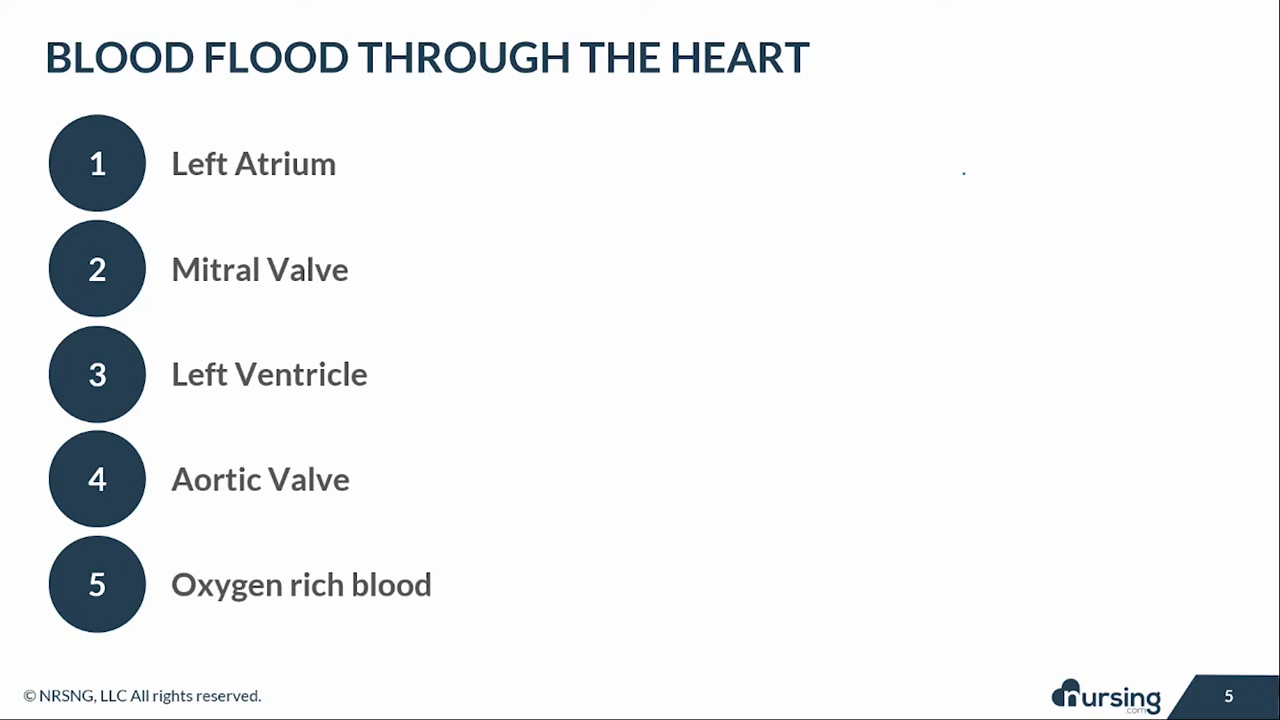 BLOOD FLOOD THROUGH THE HEART
1 Left Atrium
2 Mitral Valve
3 Left Ventricle
4 Aortic Valve
5 Oxygen rich blood
© NRSNG, LLC All rights reserved.
nursing
.com
5